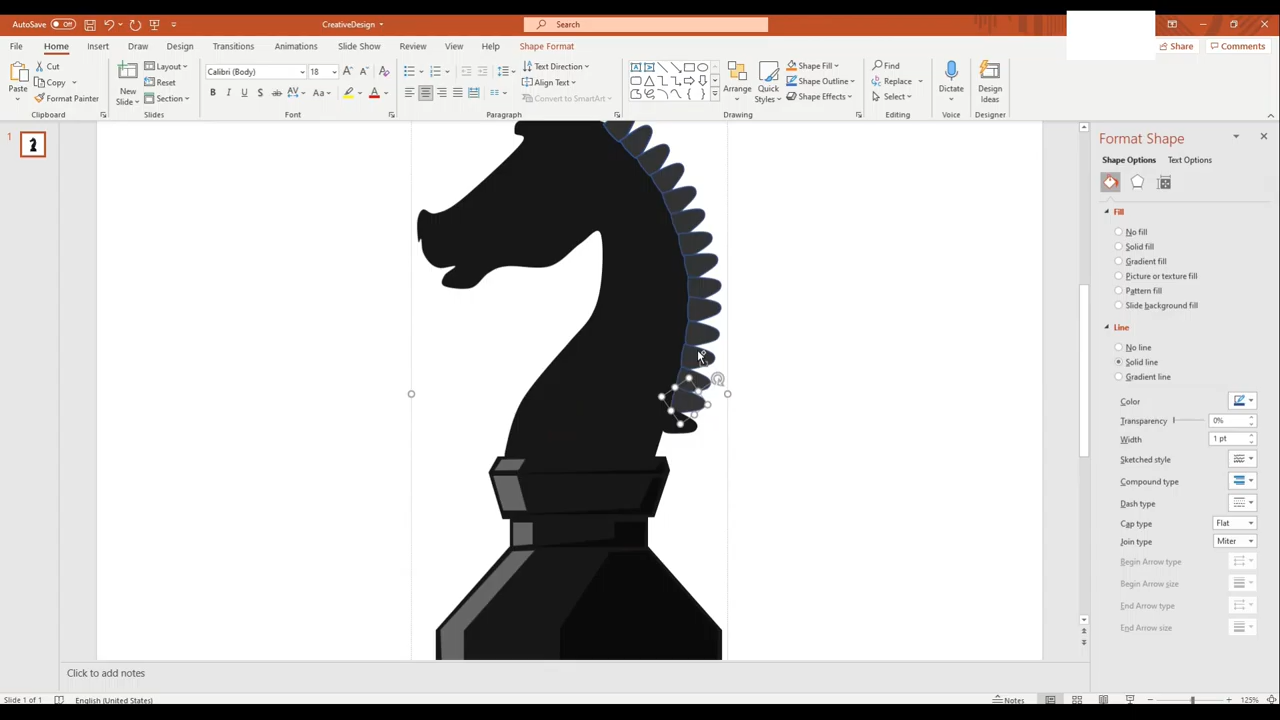 AutoSave Off CreativeDesign Search
File Home Insert Draw Design Transitions Animations Slide Show Review View Help Shape Format Share Comments
Paste Cut Copy Format Painter
Clipboard
New Slide Layout Reset Section
Slides
Calibri (Body) 18
B I U S ab AV Aa A A A A
Font
Text Direction Align Text Convert to SmartArt
Paragraph
Arrange Quick Styles Shape Fill Shape Outline Shape Effects
Drawing
Find Replace Select
Editing
Dictate
Voice
Design Ideas
Designer
1
Format Shape
Shape Options Text Options
Fill
No fill
Solid fill
Gradient fill
Picture or texture fill
Pattern fill
Slide background fill
Line
No line
Solid line
Gradient line
Color
Transparency 0%
Width 1 pt
Sketched style
Compound type
Dash type
Cap type Flat
Join type Miter
Begin Arrow type
Begin Arrow size
End Arrow type
End Arrow size
Click to add notes
Slide 1 of 1 English (United States) Notes 125%